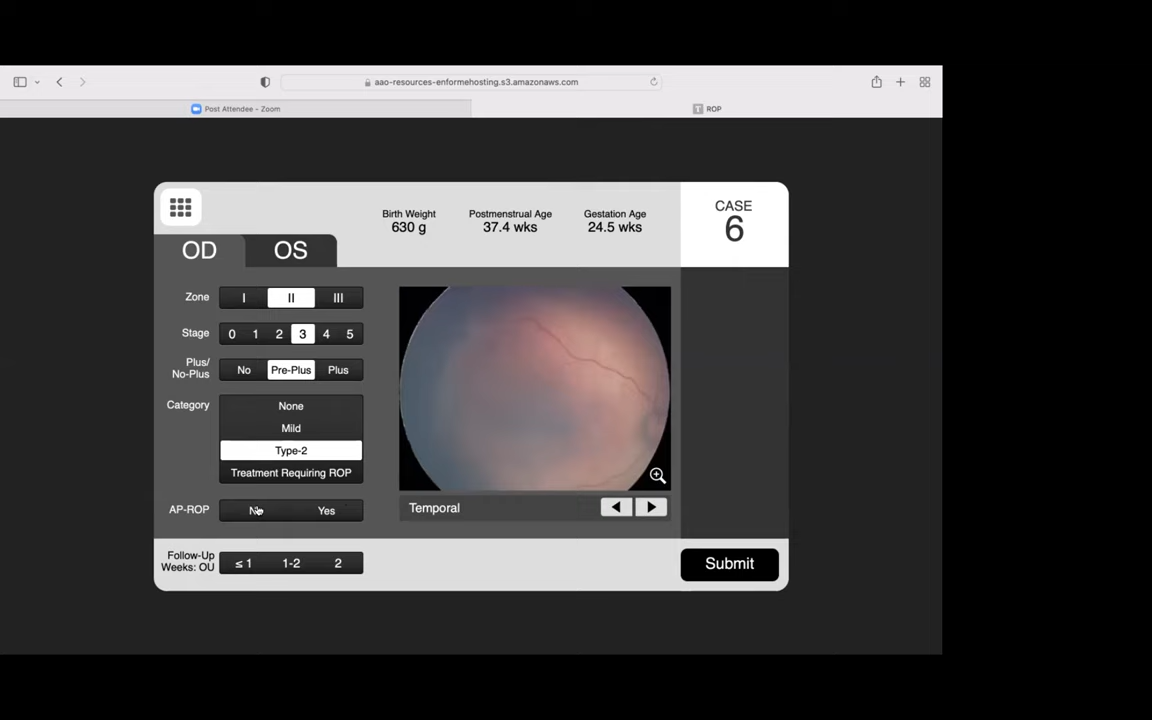 aao-resources-enformehosting.s3.amazonaws.com
Post Attendee - Zoom
T ROP
Birth Weight
630 g
Postmenstrual Age
37.4 wks
Gestation Age
24.5 wks
CASE
6
OD OS
Zone I II III
Stage 0 1 2 3 4 5
Plus/
No-Plus
No Pre-Plus Plus
Category
None
Mild
Type-2
Treatment Requiring ROP
AP-ROP No Yes
Temporal
Follow-Up
Weeks: OU
≤ 1 1-2 2
Submit